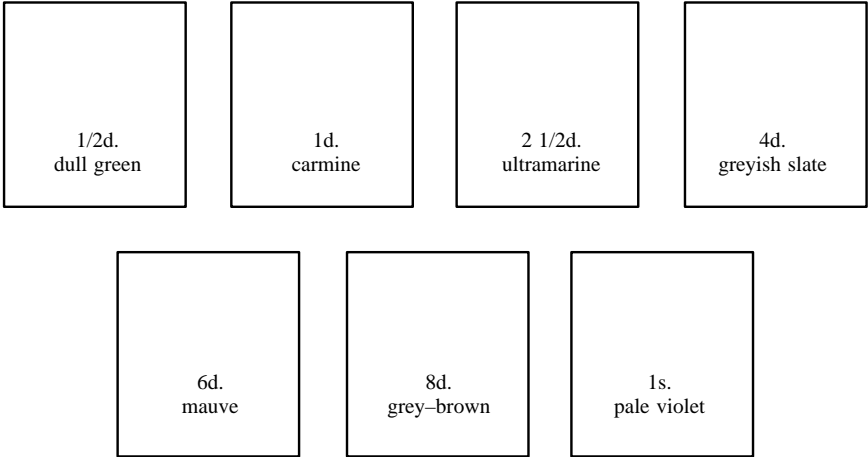 1/2d.
dull green
1d.
carmine
2 1/2d.
ultramarine
4d.
greyish slate
6d.
mauve
8d.
grey–brown
1s.
pale violet